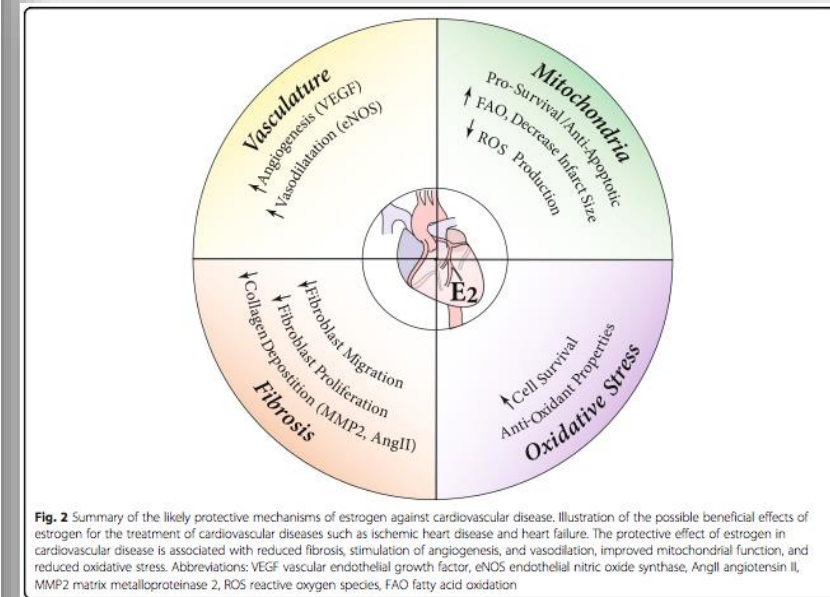 Vasculature
↑Angiogenesis (VEGF)
↑Vasodilatation (eNOS)
Mitochondria
Pro-Survival/Anti-Apoptotic
↑ FAO, Decrease Infarct Size
↓ ROS Production
E2
↓Fibroblast Migration
↓Fibroblast Proliferation
↓Collagen Depostition (MMP2, AngII)
Fibrosis
↑Cell Survival
Anti-Oxidant Properties
Oxidative Stress
Fig. 2 Summary of the likely protective mechanisms of estrogen against cardiovascular disease. Illustration of the possible beneficial effects of
estrogen for the treatment of cardiovascular diseases such as ischemic heart disease and heart failure. The protective effect of estrogen in
cardiovascular disease is associated with reduced fibrosis, stimulation of angiogenesis, and vasodilation, improved mitochondrial function, and
reduced oxidative stress. Abbreviations: VEGF vascular endothelial growth factor, eNOS endothelial nitric oxide synthase, AngII angiotensin II,
MMP2 matrix metalloproteinase 2, ROS reactive oxygen species, FAO fatty acid oxidation